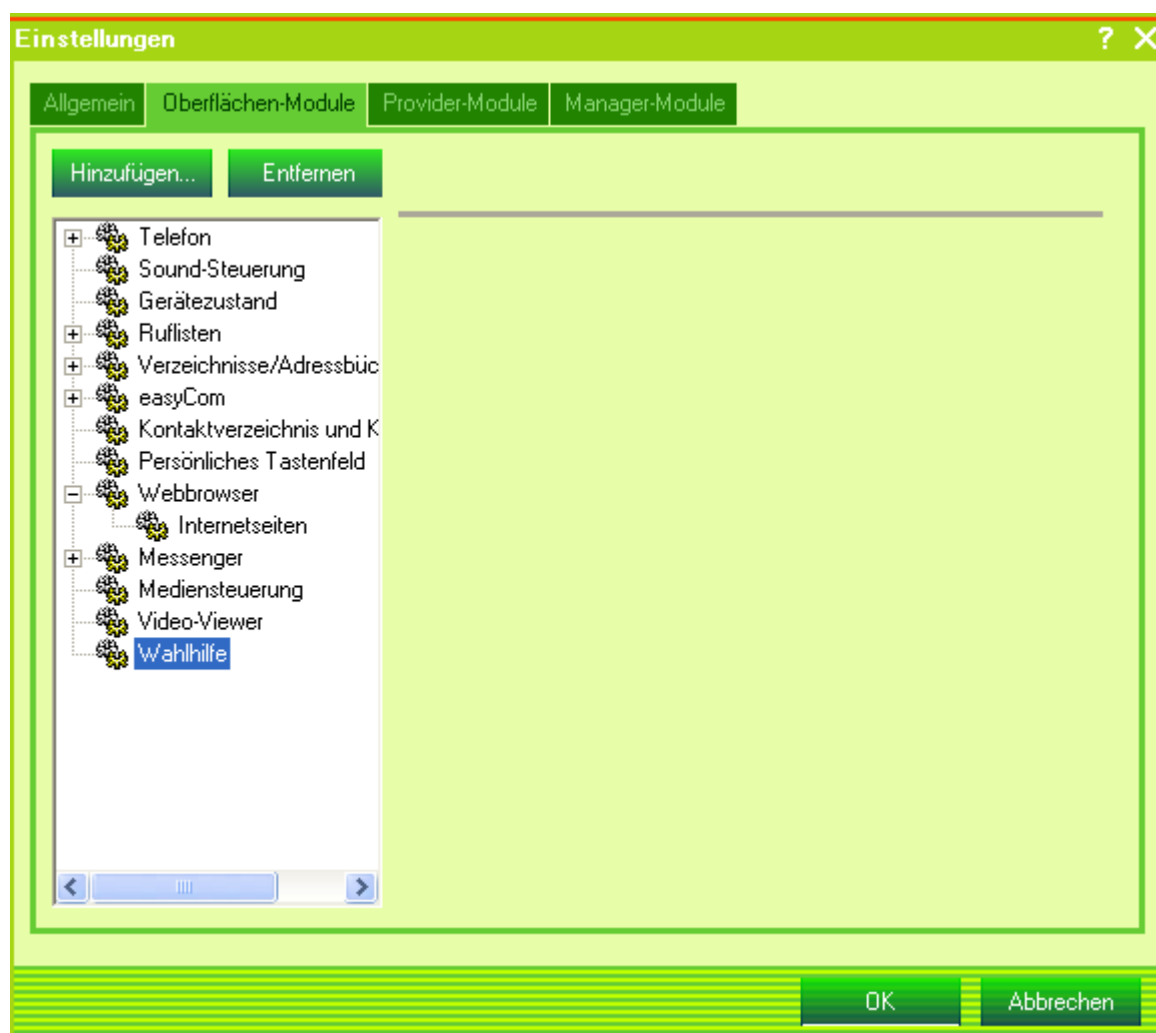 Einstellungen ? X
Allgemein Oberflächen-Module Provider-Module Manager-Module
Hinzufügen... Entfernen
Telefon
Sound-Steuerung
Gerätezustand
Ruflisten
Verzeichnisse/Adressbüc
easyCom
Kontaktverzeichnis und K
Persönliches Tastenfeld
Webbrowser
Internetseiten
Messenger
Mediensteuerung
Video-Viewer
Wahlhilfe
OK Abbrechen